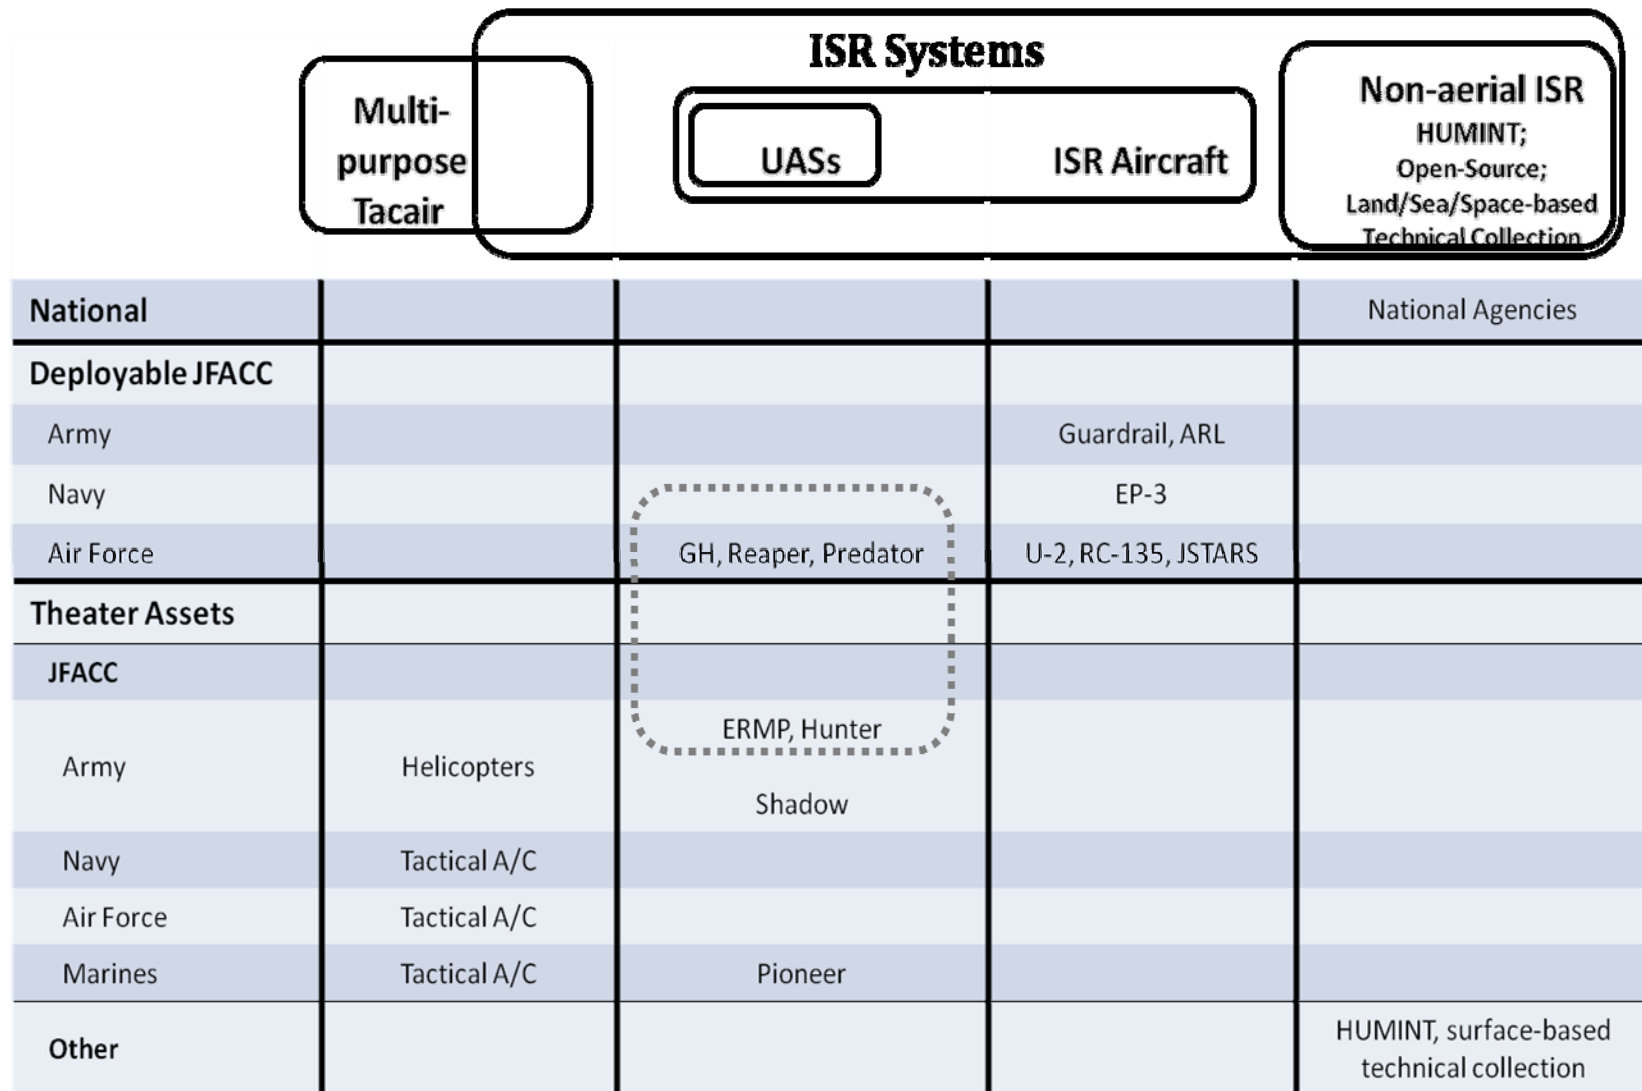 ISR Systems
Multi-
purpose
Tacair
UASs
ISR Aircraft
Non-aerial ISR
HUMINT;
Open-Source;
Land/Sea/Space-based
Technical Collection
National
National Agencies
Deployable JFACC
Army
Guardrail, ARL
Navy
EP-3
Air Force
GH, Reaper, Predator
U-2, RC-135, JSTARS
Theater Assets
JFACC
Army
Helicopters
ERMP, Hunter
Shadow
Navy
Tactical A/C
Air Force
Tactical A/C
Marines
Tactical A/C
Pioneer
Other
HUMINT, surface-based
technical collection